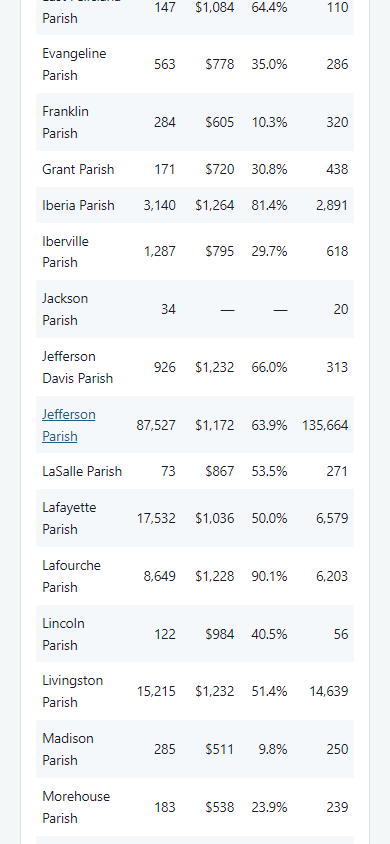 Parish 147 $1,084 64.4% 110
Evangeline
Parish 563 $778 35.0% 286
Franklin
Parish 284 $605 10.3% 320
Grant Parish 171 $720 30.8% 438
Iberia Parish 3,140 $1,264 81.4% 2,891
Iberville
Parish 1,287 $795 29.7% 618
Jackson
Parish 34 — — 20
Jefferson
Davis Parish 926 $1,232 66.0% 313
Jefferson
Parish 87,527 $1,172 63.9% 135,664
LaSalle Parish 73 $867 53.5% 271
Lafayette
Parish 17,532 $1,036 50.0% 6,579
Lafourche
Parish 8,649 $1,228 90.1% 6,203
Lincoln
Parish 122 $984 40.5% 56
Livingston
Parish 15,215 $1,232 51.4% 14,639
Madison
Parish 285 $511 9.8% 250
Morehouse
Parish 183 $538 23.9% 239